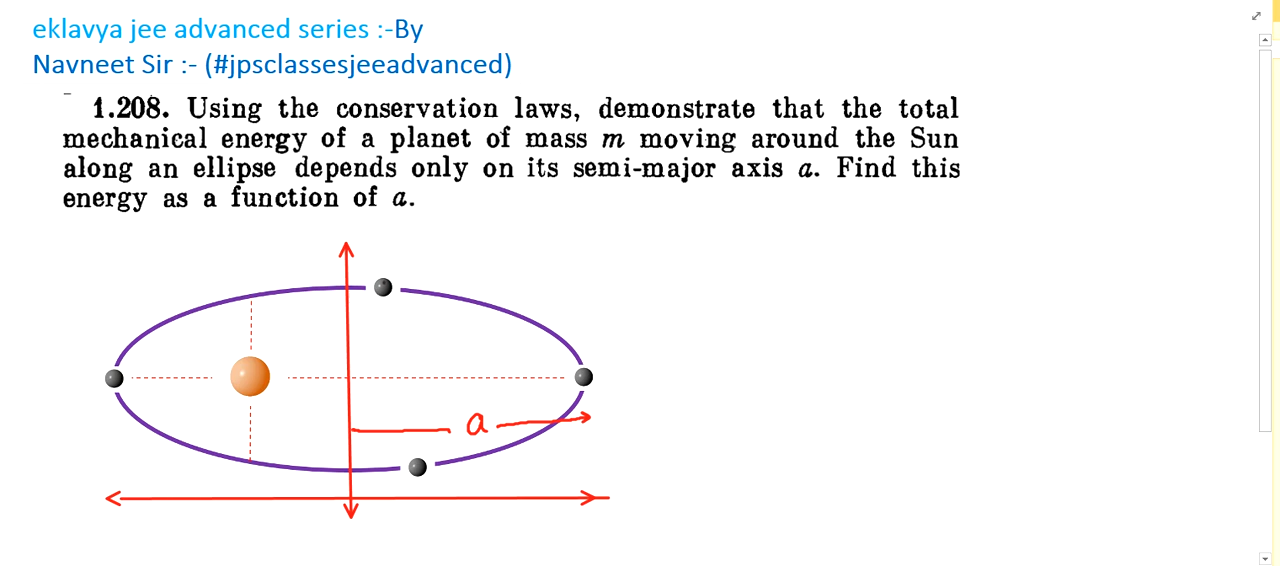 eklavya jee advanced series :-By
Navneet Sir :- (#jpsclassesjeeadvanced)
1.208. Using the conservation laws, demonstrate that the total
mechanical energy of a planet of mass m moving around the Sun
along an ellipse depends only on its semi-major axis a. Find this
energy as a function of a.
a